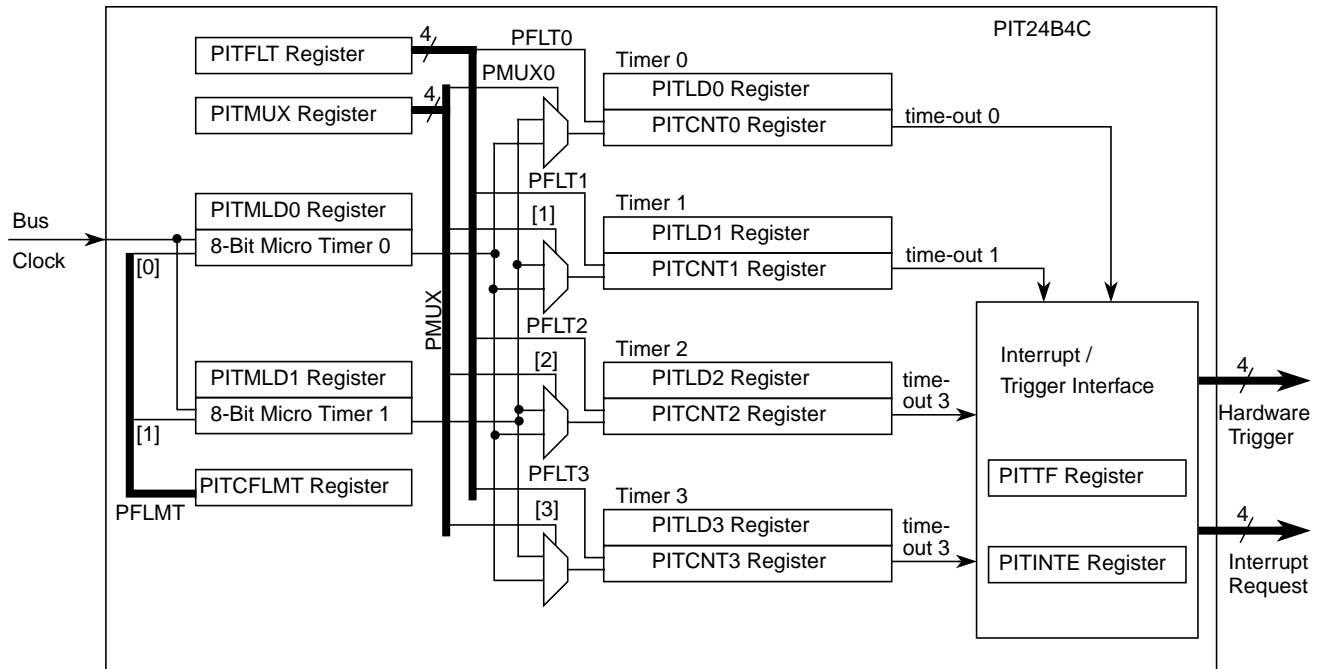 PIT24B4C
PITFLT Register
4
PFLT0
PMUX0
PITMUX Register
4
Timer 0
PITLD0 Register
PITCNT0 Register
time-out 0
Bus
Clock
PITMLD0 Register
8-Bit Micro Timer 0
[0]
PFLT1
[1]
Timer 1
PITLD1 Register
PITCNT1 Register
time-out 1
PMUX
PFLT2
[2]
Timer 2
PITLD2 Register
PITCNT2 Register
time-
out 3
PITMLD1 Register
8-Bit Micro Timer 1
[1]
PITCFLMT Register
PFLMT
PFLT3
[3]
Timer 3
PITLD3 Register
PITCNT3 Register
time-
out 3
Interrupt /
Trigger Interface
PITTF Register
PITINTE Register
4
Hardware
Trigger
4
Interrupt
Request